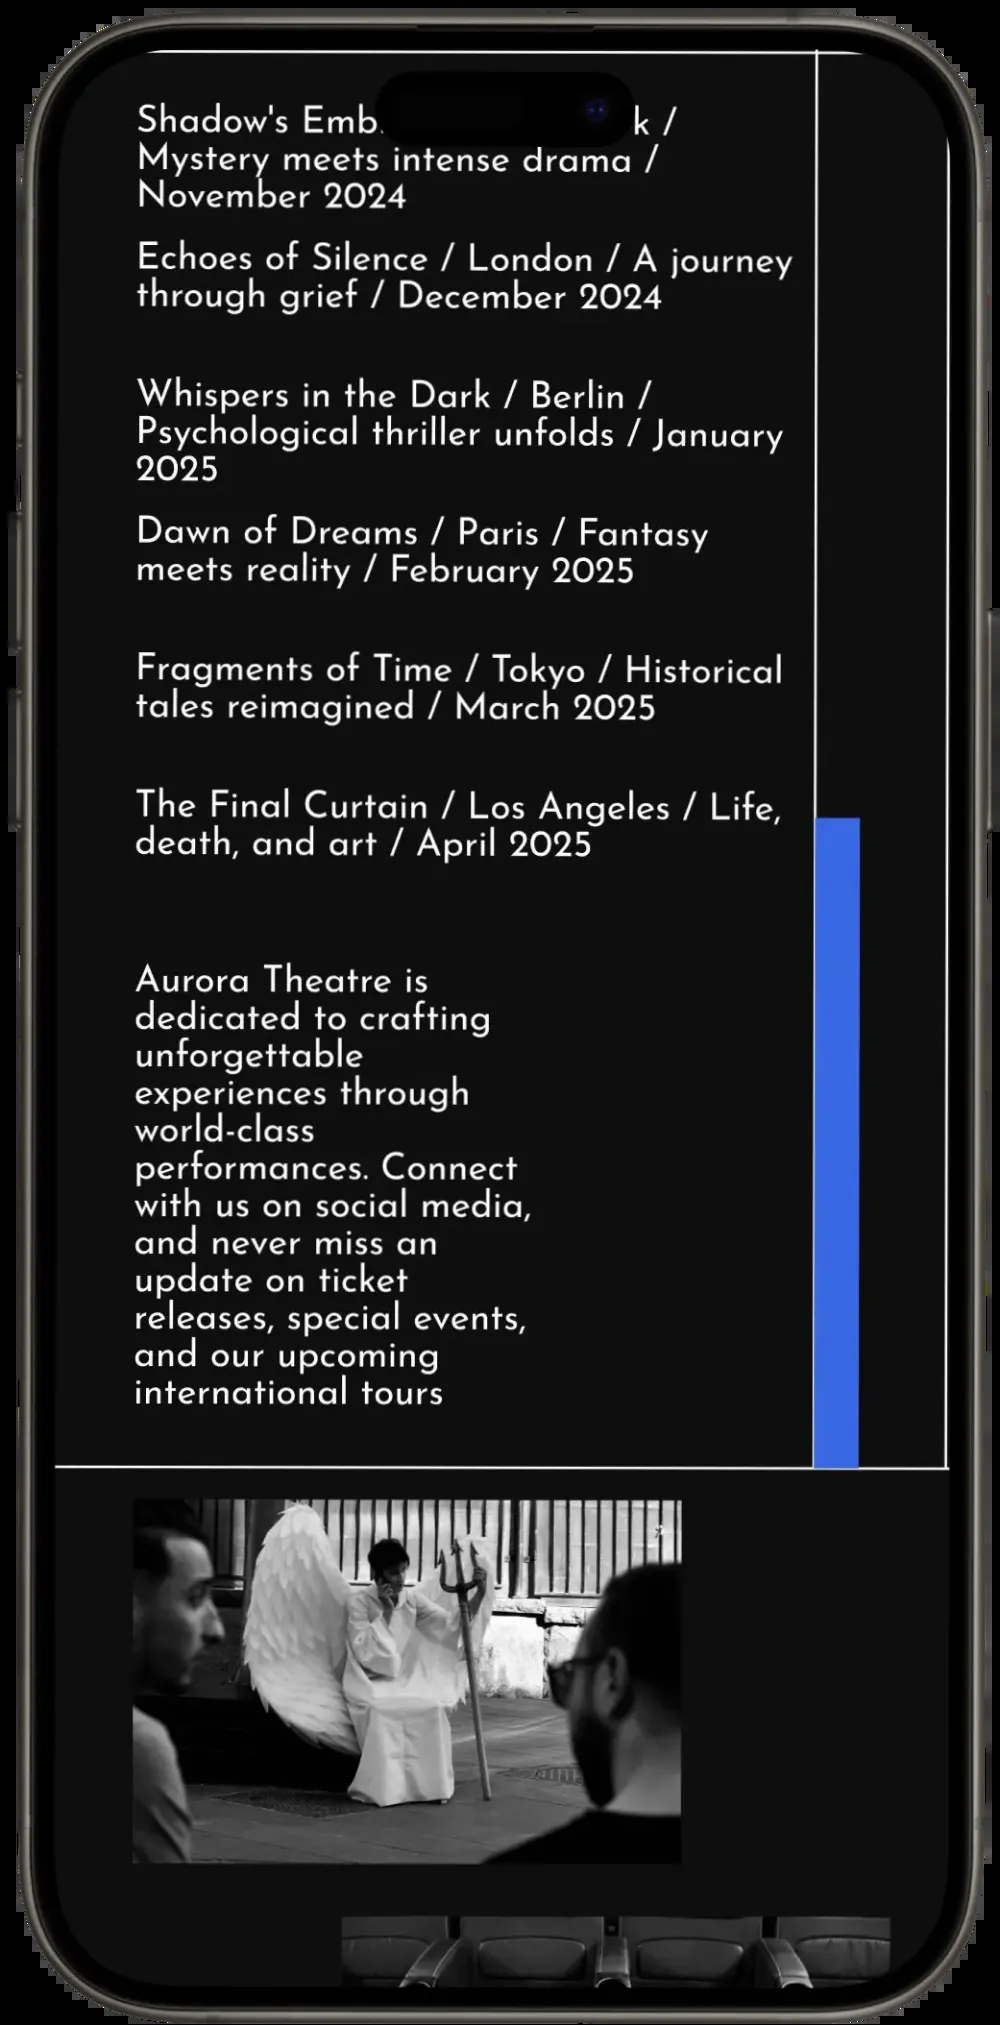 Shadow's Emb k /
Mystery meets intense drama /
November 2024
Echoes of Silence / London / A journey
through grief / December 2024
Whispers in the Dark / Berlin /
Psychological thriller unfolds / January
2025
Dawn of Dreams / Paris / Fantasy
meets reality / February 2025
Fragments of Time / Tokyo / Historical
tales reimagined / March 2025
The Final Curtain / Los Angeles / Life,
death, and art / April 2025
Aurora Theatre is
dedicated to crafting
unforgettable
experiences through
world-class
performances. Connect
with us on social media,
and never miss an
update on ticket
releases, special events,
and our upcoming
international tours